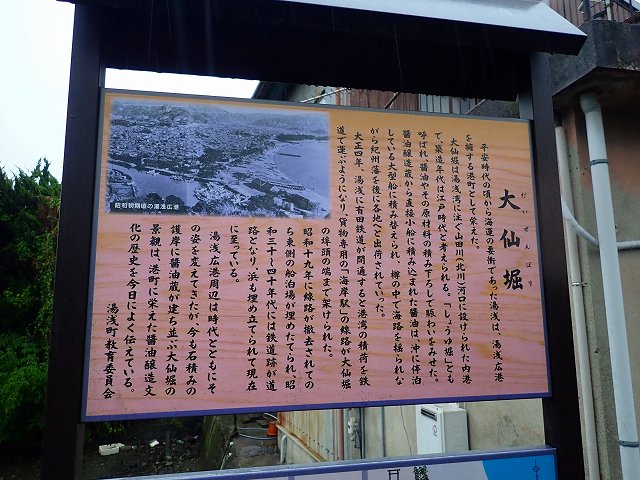 大仙堀
だいせんぼり
平安時代の頃から海運の要衝であった湯浅は、湯浅広港
を擁する港町として栄えた。
大仙堀は湯浅湾に注ぐ山田川(北川)河口に設けられた内港
で、築造年代は江戸時代と考えられる。「しょうゆ堀」とも
呼ばれ、醤油やその原材料の積み下ろしで賑わいをみせた。
醤油醸造蔵から直接小船に積み込まれた醤油は、沖に停泊
している大型船に積み替えられ、樽の中で海路を揺られな
がら紀州藩を後にし各地へと出荷されていった。
大正四年、湯浅に有田鉄道が開通すると港湾の積荷を鉄
道で運ぶようになり、貨物専用の「海岸駅」の線路が大仙堀
の埠頭の端まで架けられた。
昭和十九年に線路が撤去されての
ち東側の船泊場が埋めたてられ、昭
和三十~四十年代には鉄道跡が道
路となり、浜も埋め立てられて現在
に至っている。
湯浅広港周辺は時代とともにそ
の姿を変えてきたが、今も石積みの
護岸に醤油蔵が建ち並ぶ大仙堀の
景観は、港町に栄えた醤油醸造文
化の歴史を今日によく伝えている。
湯浅町教育委員会
昭和初期頃の湯浅広港